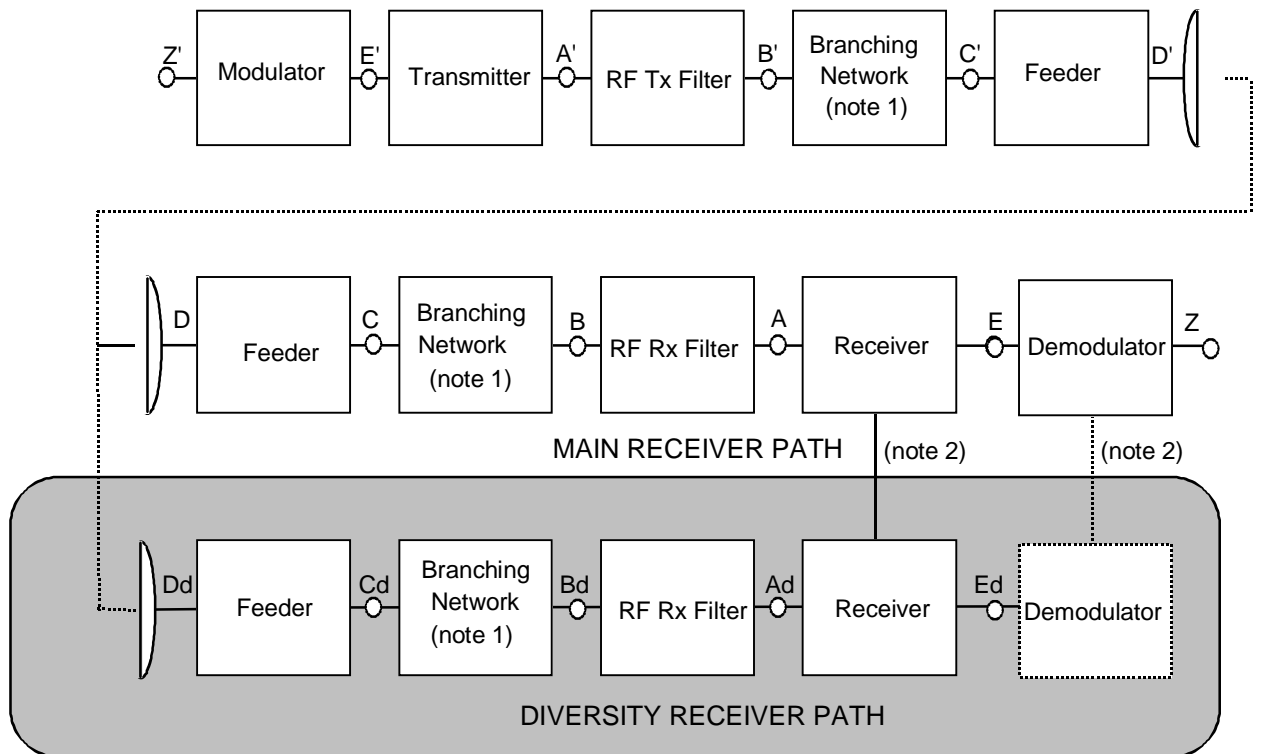 Z'
Modulator
E'
Transmitter
A'
RF Tx Filter
B'
Branching
Network
(note 1)
C'
Feeder
D'
D
Feeder
C
Branching
Network
(note 1)
B
RF Rx Filter
A
Receiver
E
Demodulator
Z
MAIN RECEIVER PATH
(note 2)
(note 2)
Dd
Feeder
Cd
Branching
Network
(note 1)
Bd
RF Rx Filter
Ad
Receiver
Ed
Demodulator
DIVERSITY RECEIVER PATH